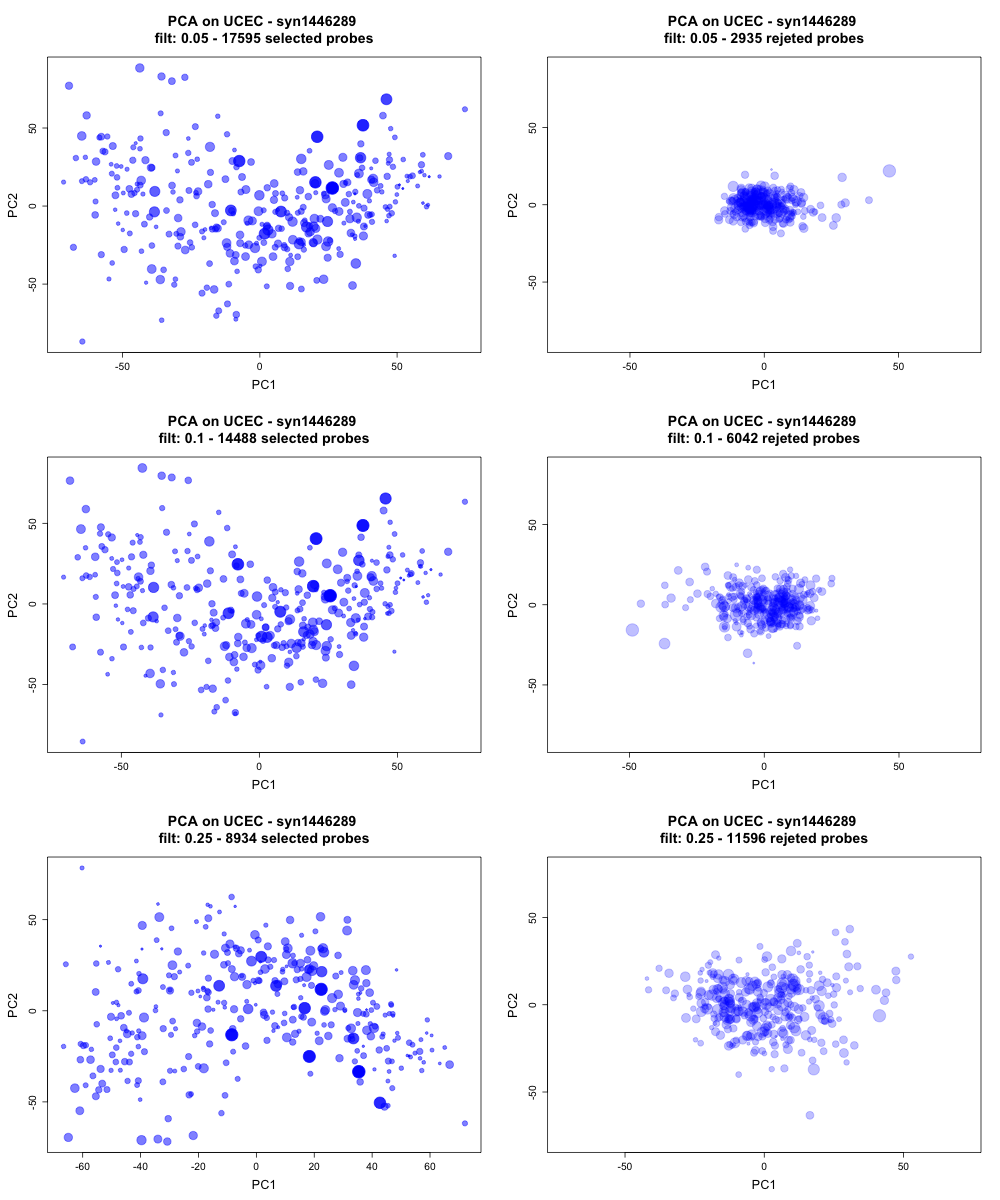 PCA on UCEC - syn1446289
filt: 0.05 - 17595 selected probes
50
0
-50
PC2
-50
0
50
PC1
PCA on UCEC - syn1446289
filt: 0.05 - 2935 rejeted probes
50
0
-50
PC2
-50
0
50
PC1
PCA on UCEC - syn1446289
filt: 0.1 - 14488 selected probes
50
0
-50
PC2
-50
0
50
PC1
PCA on UCEC - syn1446289
filt: 0.1 - 6042 rejeted probes
50
0
-50
PC2
-50
0
50
PC1
PCA on UCEC - syn1446289
filt: 0.25 - 8934 selected probes
50
0
-50
PC2
-60
-40
-20
0
20
40
60
PC1
PCA on UCEC - syn1446289
filt: 0.25 - 11596 rejeted probes
50
0
-50
PC2
-50
0
50
PC1